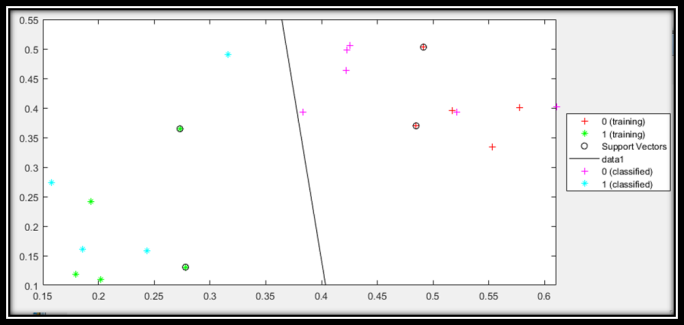 0.55
0.5
0.45
0.4
0.35
0.3
0.25
0.2
0.15
0.1
0.15 0.2 0.25 0.3 0.35 0.4 0.45 0.5 0.55 0.6
0 (training)
1 (training)
Support Vectors
data1
0 (classified)
1 (classified)